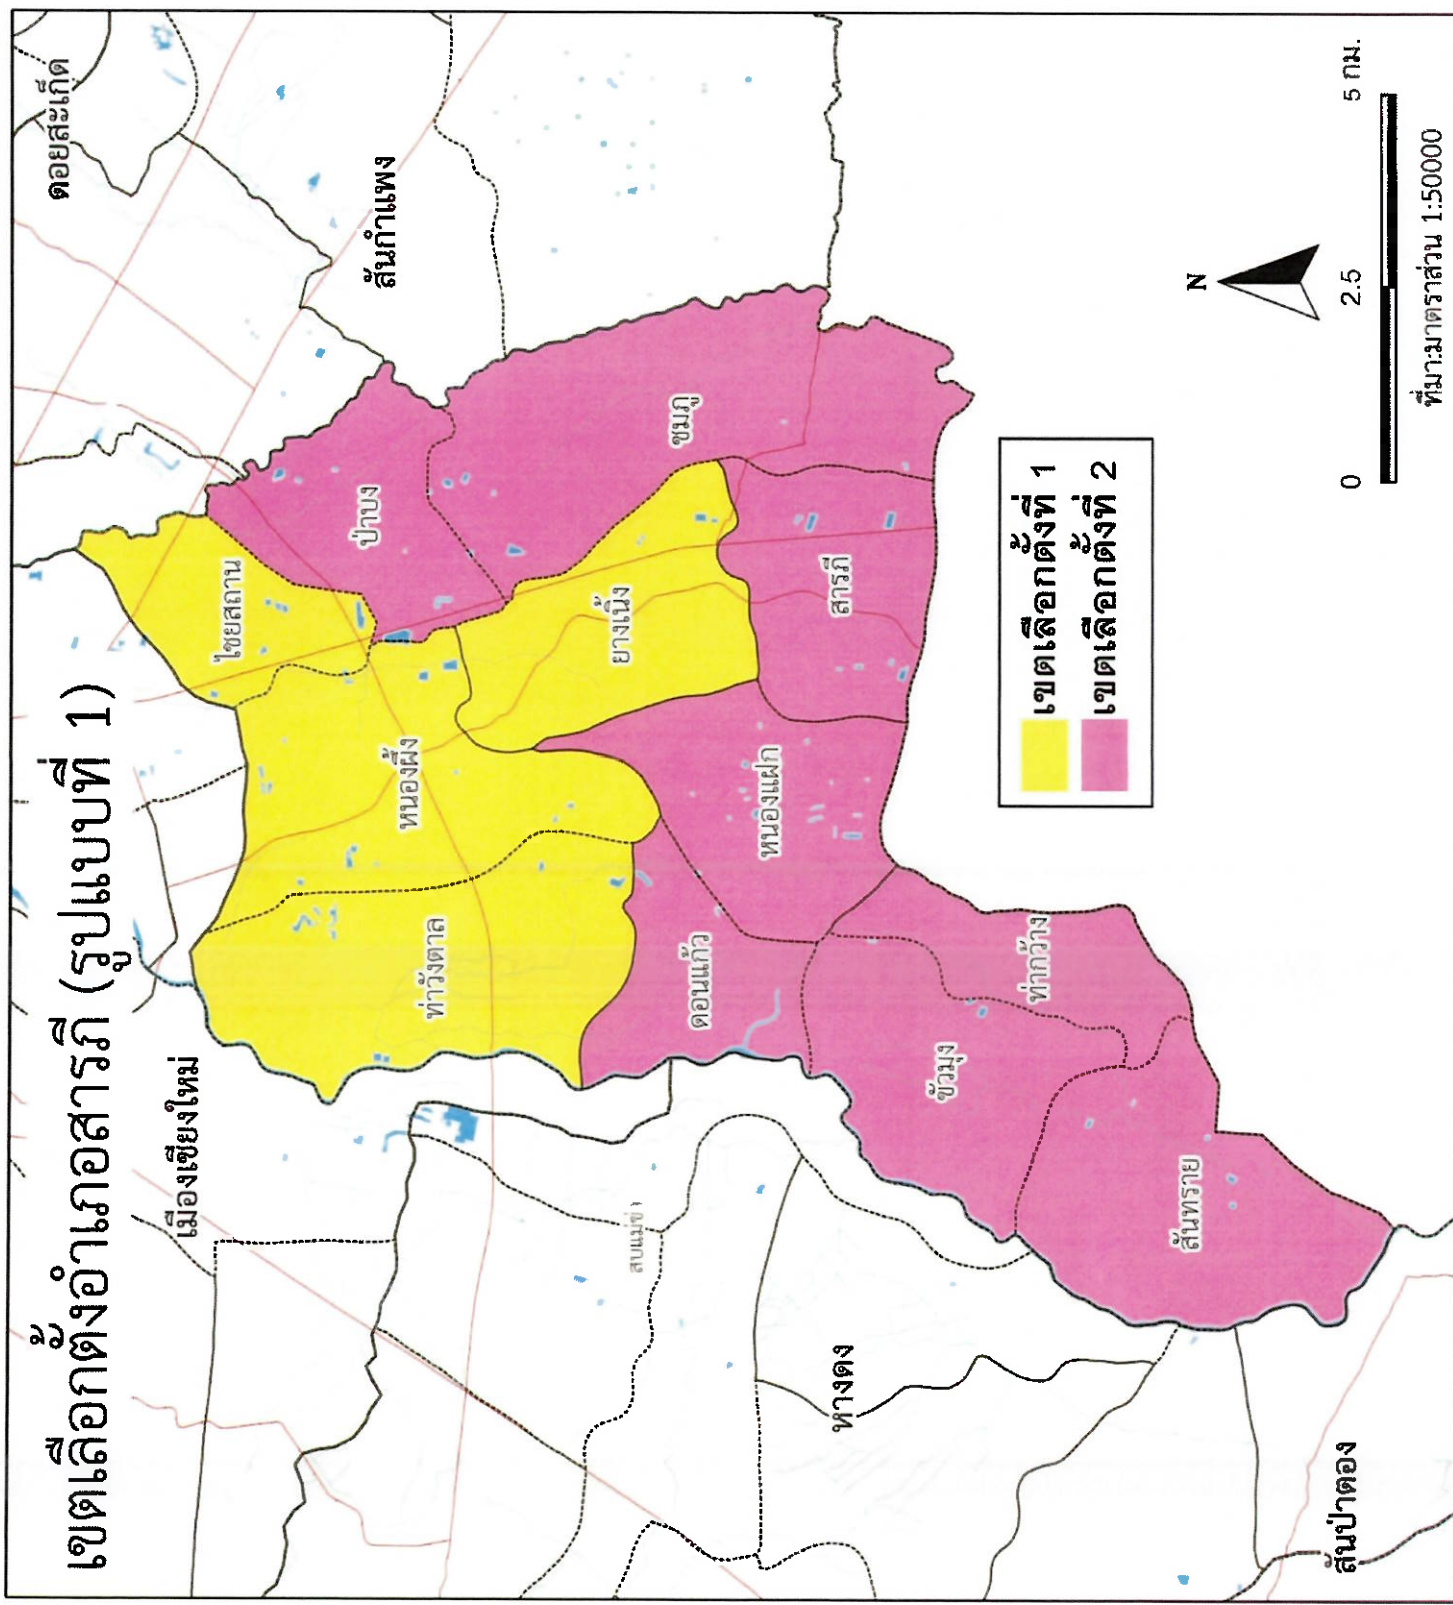 เขตเลือกตั้งอำเภอสารภี (รูปแบบที่ 1)
ดอยสะเก็ด
เมืองเชียงใหม่
สันกำแพง
ไชยสถาน
ป่าบง
หนองผึ้ง
ท่าวังตาล
ยางเนิ้ง
ชมภู
สบแม่ข่า
ดอนแก้ว
หนองแฝก
สารภี
หางดง
ขัวมุง
ท่ากว้าง
สันทราย
สันป่าตอง
เขตเลือกตั้งที่ 1
เขตเลือกตั้งที่ 2
N
0 2.5 5 กม.
ที่มา:มาตราส่วน 1:50000